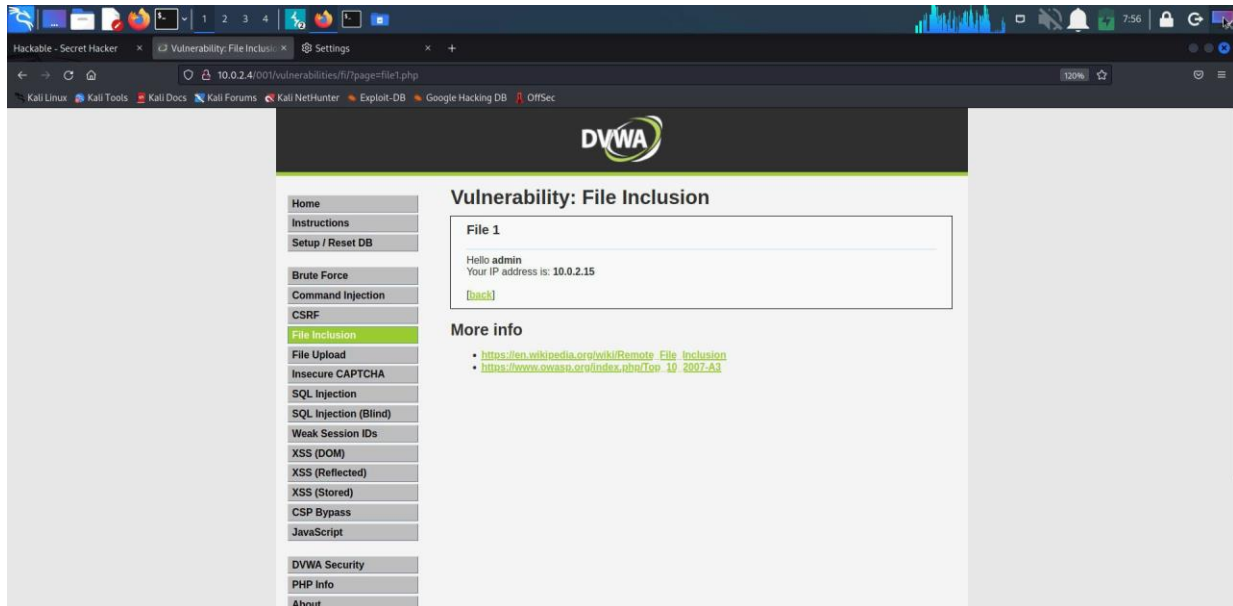 1 2 3 4
7:56
Hackable - Secret Hacker
Vulnerability: File Inclusio
Settings
10.0.2.4/001/vulnerabilities/fi/?page=file1.php
120%
Kali Linux Kali Tools Kali Docs Kali Forums Kali NetHunter Exploit-DB Google Hacking DB OffSec
DVWA
Home
Instructions
Setup / Reset DB
Brute Force
Command Injection
CSRF
File Inclusion
File Upload
Insecure CAPTCHA
SQL Injection
SQL Injection (Blind)
Weak Session IDs
XSS (DOM)
XSS (Reflected)
XSS (Stored)
CSP Bypass
JavaScript
DVWA Security
PHP Info
About
Vulnerability: File Inclusion
File 1
Hello admin
Your IP address is: 10.0.2.15
[back]
More info
https://en.wikipedia.org/wiki/Remote_File_Inclusion
https://www.owasp.org/index.php/Top_10_2007-A3